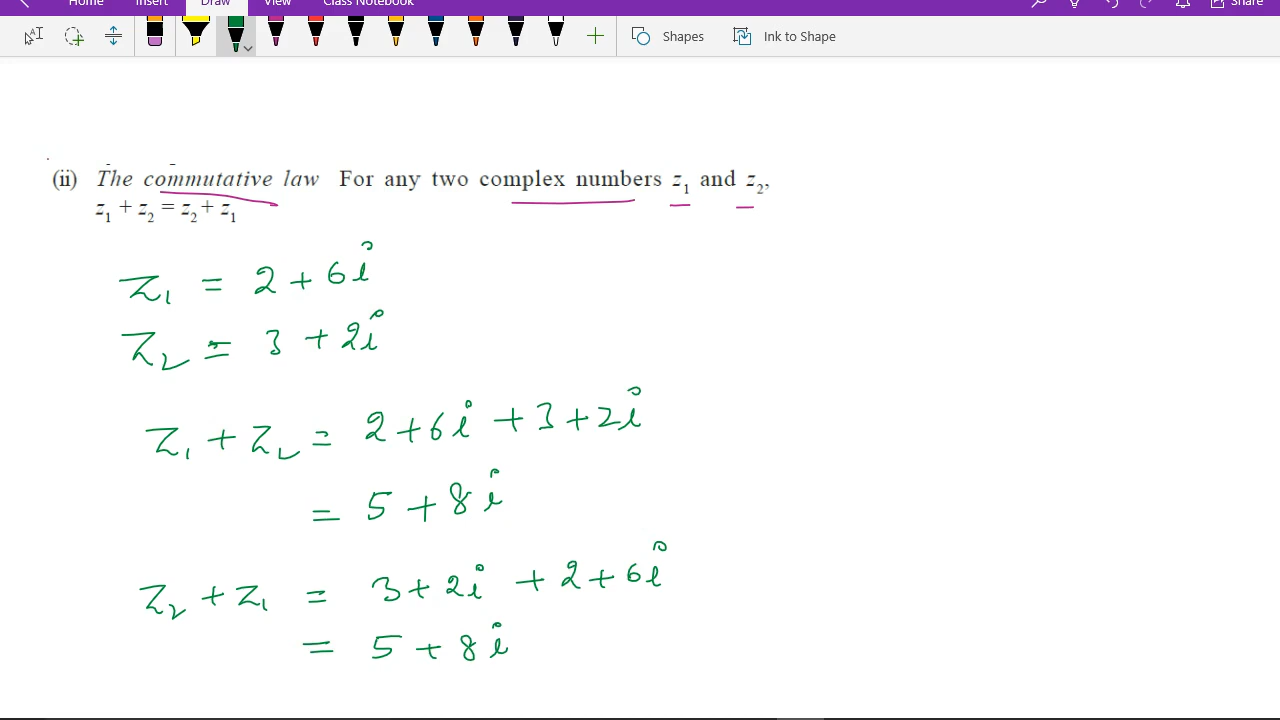 Home Insert Draw View Class Notebook Share
Shapes Ink to Shape
(ii) The commutative law For any two complex numbers z₁ and z₂,
z₁ + z₂ = z₂ + z₁
z₁ = 2 + 6i
z₂ = 3 + 2i
z₁ + z₂ = 2 + 6i + 3 + 2i
= 5 + 8i
z₂ + z₁ = 3 + 2i + 2 + 6i
= 5 + 8i